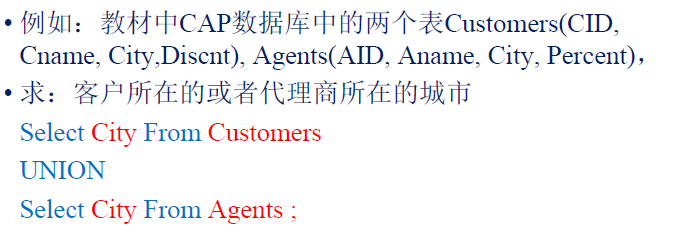 • 例如：教材中CAP数据库中的两个表Customers(CID,
Cname, City,Discnt), Agents(AID, Aname, City, Percent)，
• 求：客户所在的或者代理商所在的城市
Select City From Customers
UNION
Select City From Agents ;